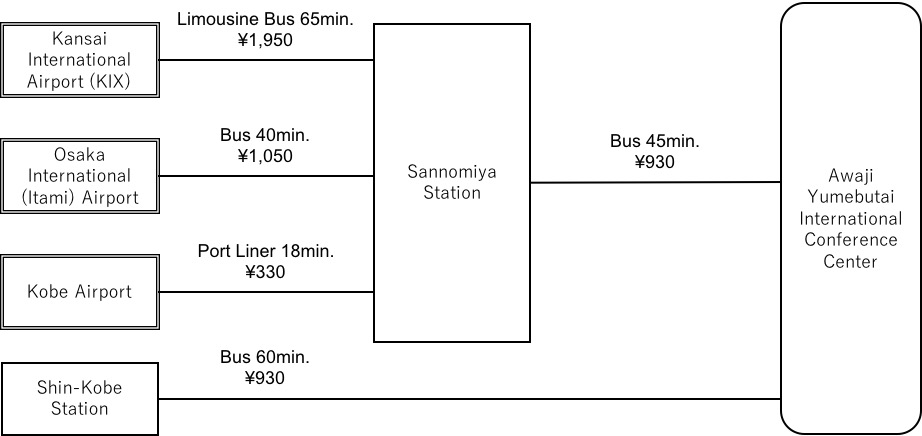 Limousine Bus 65min.
¥1,950
Kansai
International
Airport (KIX)
Bus 40min.
¥1,050
Osaka
International
(Itami) Airport
Sannomiya
Station
Bus 45min.
¥930
Awaji
Yumebutai
International
Conference
Center
Port Liner 18min.
¥330
Kobe Airport
Bus 60min.
¥930
Shin-Kobe
Station